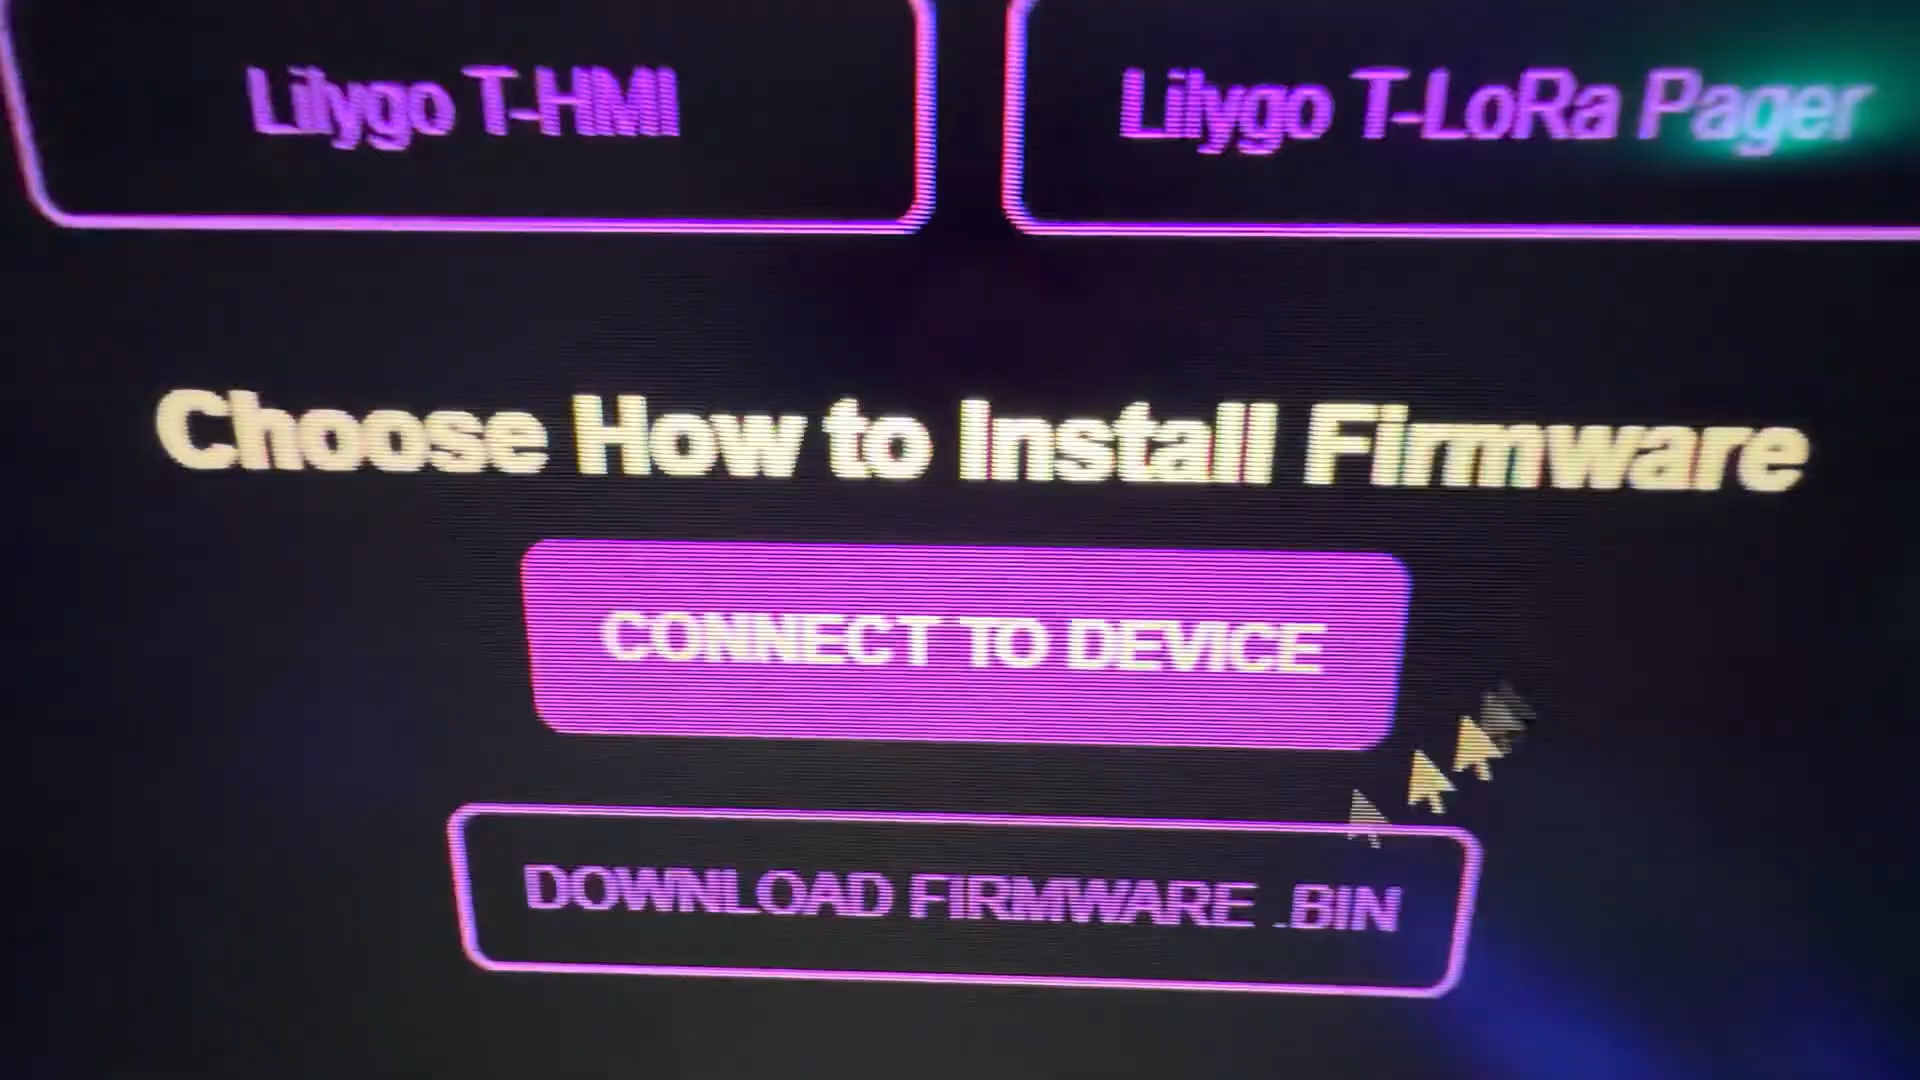 Lilygo T-HMI
Lilygo T-LoRa Pager
Choose How to Install Firmware
CONNECT TO DEVICE
DOWNLOAD FIRMWARE .BIN